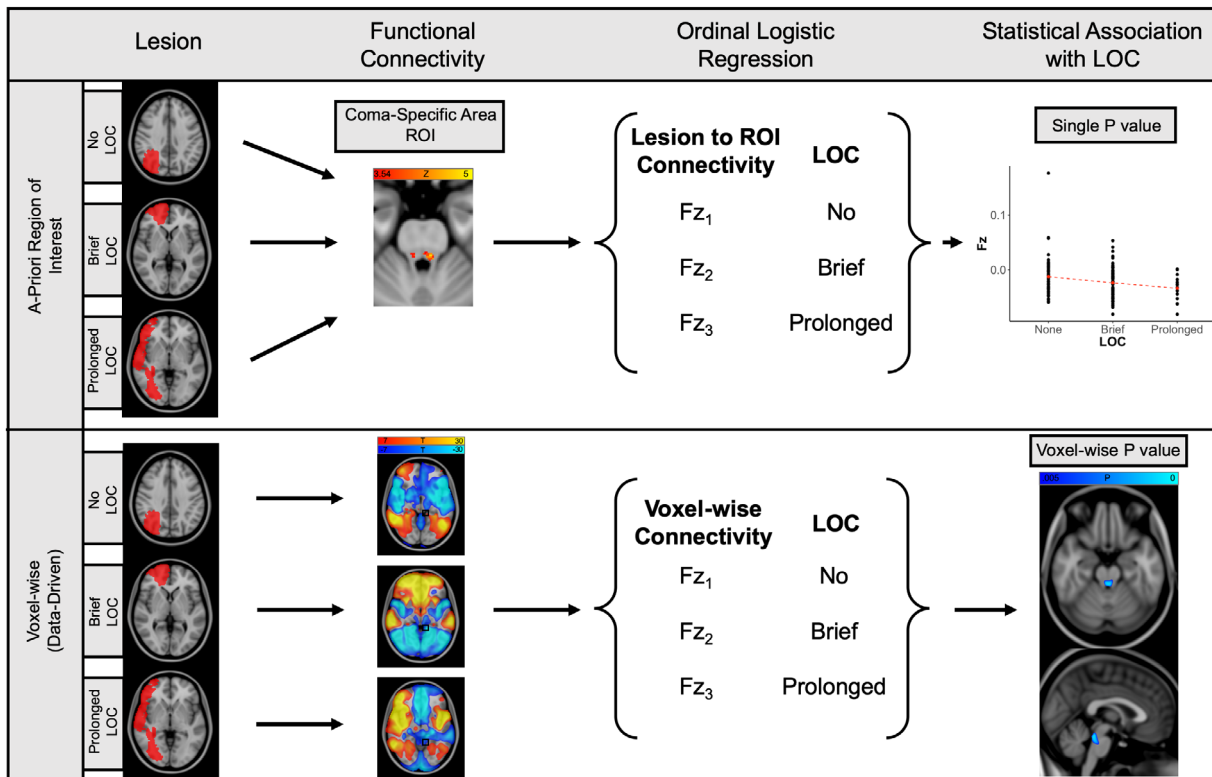 Lesion
Functional
Connectivity
Ordinal Logistic
Regression
Statistical Association
with LOC
A-Priori Region of
Interest
No
LOC
Brief
LOC
Prolonged
LOC
Coma-Specific Area
ROI
3.54 Z 5
Lesion to ROI
Connectivity
LOC
Fz1 No
Fz2 Brief
Fz3 Prolonged
Single P value
Fz
0.1
0.0
None Brief Prolonged
LOC
Voxel-wise
(Data-Driven)
No
LOC
Brief
LOC
Prolonged
LOC
7 T 30
-7 T -30
Voxel-wise
Connectivity
LOC
Fz1 No
Fz2 Brief
Fz3 Prolonged
Voxel-wise P value
.005 P 0